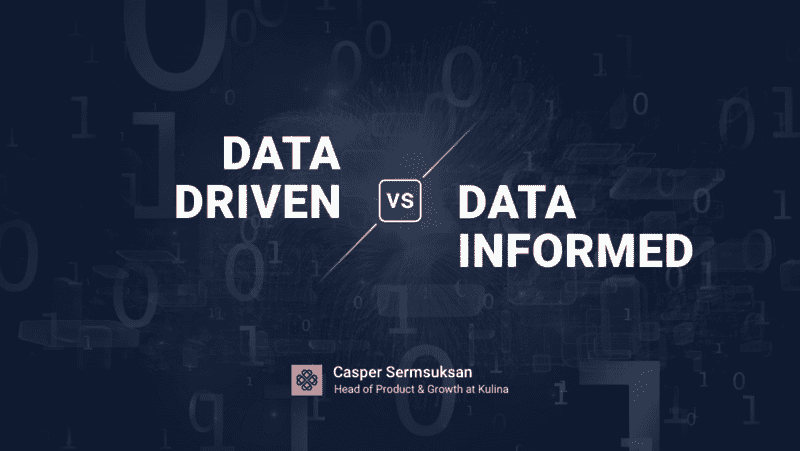 DATA
DRIVEN
VS
DATA
INFORMED
Casper Sermsuksan
Head of Product & Growth at Kulina